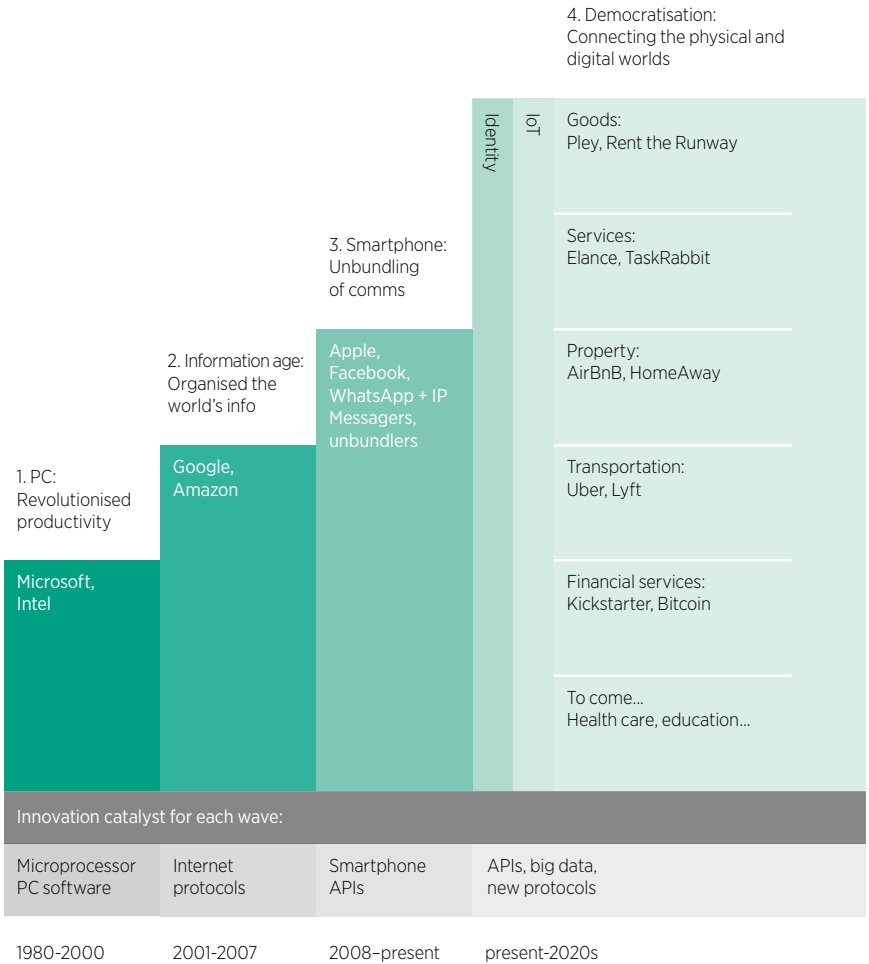 4. Democratisation:
Connecting the physical and
digital worlds
Identity
IoT
Goods:
Pley, Rent the Runway
Services:
Elance, TaskRabbit
3. Smartphone:
Unbundling
of comms
Apple,
Facebook,
WhatsApp + IP
Messagers,
unbundlers
Property:
AirBnB, HomeAway
2. Information age:
Organised the
world's info
Google,
Amazon
Transportation:
Uber, Lyft
1. PC:
Revolutionised
productivity
Microsoft,
Intel
Financial services:
Kickstarter, Bitcoin
To come...
Health care, education...
Innovation catalyst for each wave:
Microprocessor
PC software
Internet
protocols
Smartphone
APIs
APIs, big data,
new protocols
1980-2000
2001-2007
2008–present
present-2020s